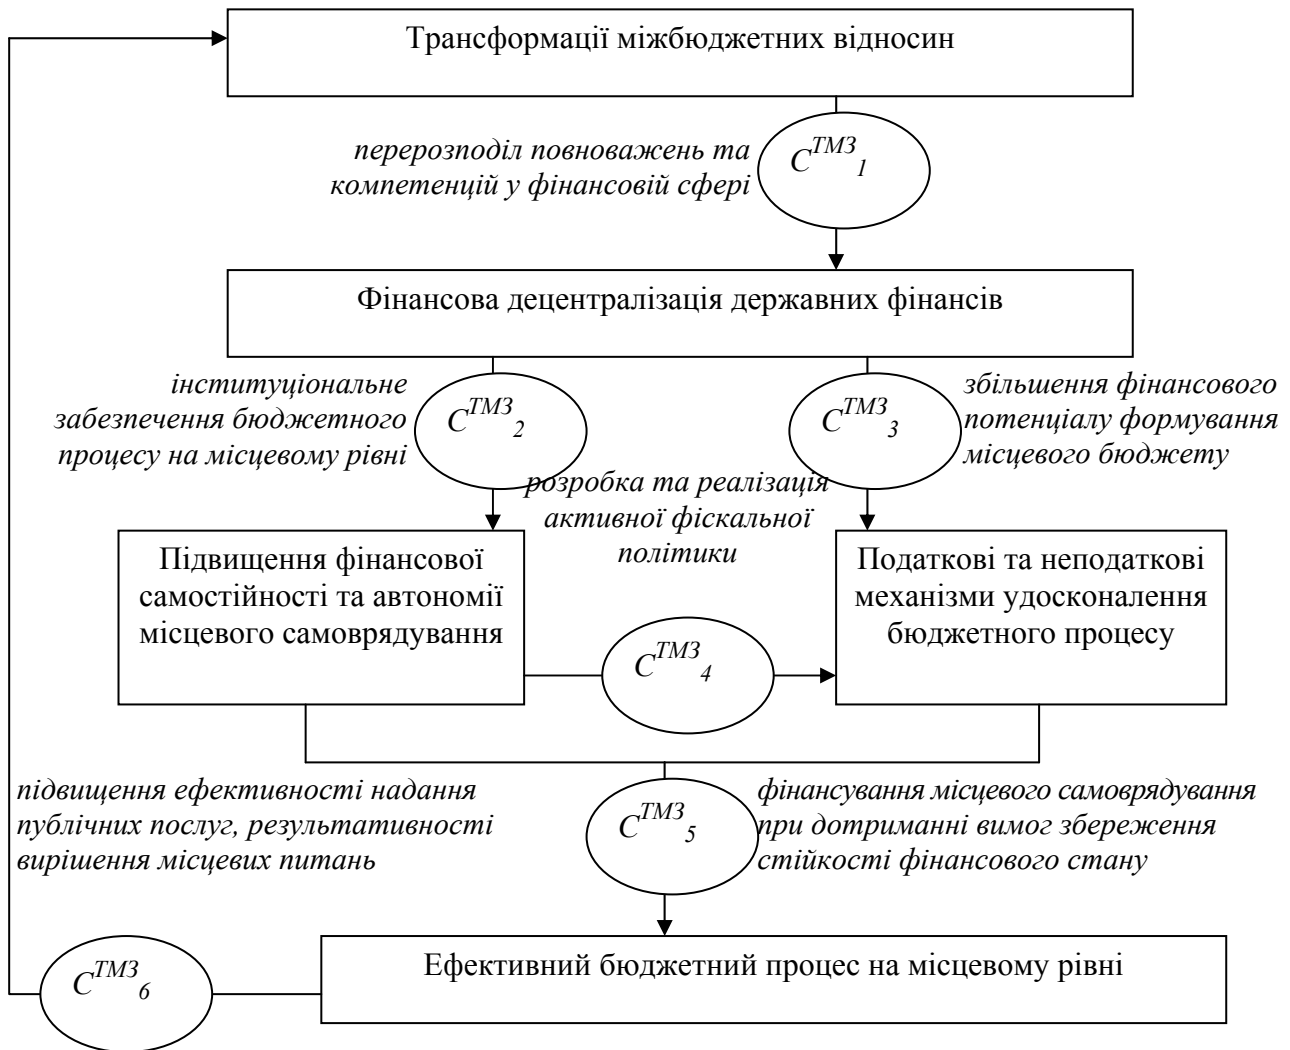 Трансформації міжбюджетних відносин
перерозподіл повноважень та
компетенцій у фінансовій сфері
C^ТМЗ_1
Фінансова децентралізація державних фінансів
інституціональне
забезпечення бюджетного
процесу на місцевому рівні
C^ТМЗ_2
C^ТМЗ_3
збільшення фінансового
потенціалу формування
місцевого бюджету
розробка та реалізація
активної фіскальної
політики
Підвищення фінансової
самостійності та автономії
місцевого самоврядування
C^ТМЗ_4
Податкові та неподаткові
механізми удосконалення
бюджетного процесу
підвищення ефективності надання
публічних послуг, результативності
вирішення місцевих питань
C^ТМЗ_5
фінансування місцевого самоврядування
при дотриманні вимог збереження
стійкості фінансового стану
C^ТМЗ_6
Ефективний бюджетний процес на місцевому рівні